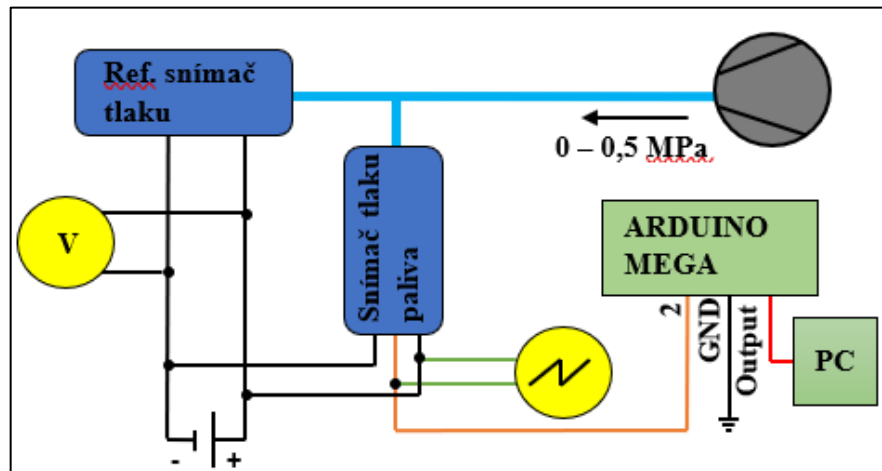 Ref. snímač
tlaku
0 – 0,5 MPa
V
Snímač tlaku
paliva
ARDUINO
MEGA
2
GND
Output
PC
- +